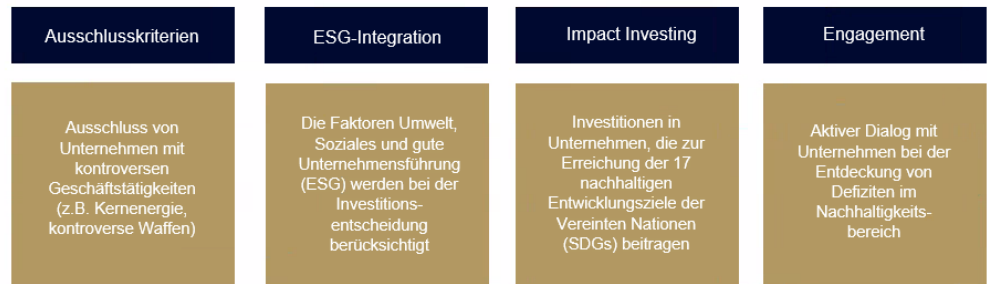 Ausschlusskriterien
Ausschluss von
Unternehmen mit
kontroversen
Geschäftstätigkeiten
(z.B. Kernenergie,
kontroverse Waffen)
ESG-Integration
Die Faktoren Umwelt,
Soziales und gute
Unternehmensführung
(ESG) werden bei der
Investitions-
entscheidung
berücksichtigt
Impact Investing
Investitionen in
Unternehmen, die zur
Erreichung der 17
nachhaltigen
Entwicklungsziele der
Vereinten Nationen
(SDGs) beitragen
Engagement
Aktiver Dialog mit
Unternehmen bei der
Entdeckung von
Defiziten im
Nachhaltigkeits-
bereich